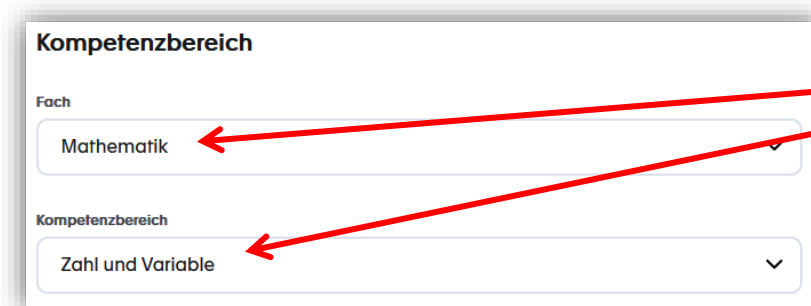 Kompetenzbereich
Fach
Mathematik
Kompetenzbereich
Zahl und Variable